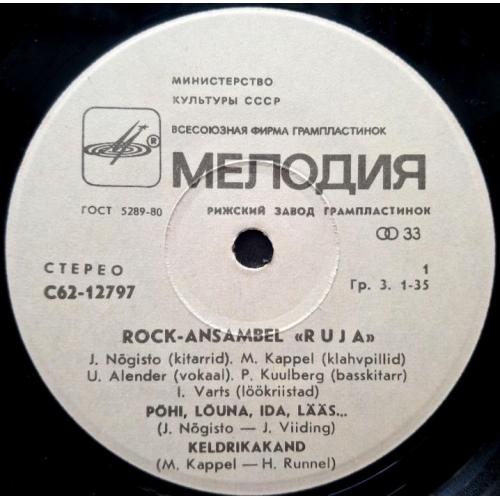 МИНИСТЕРСТВО
КУЛЬТУРЫ СССР
ВСЕСОЮЗНАЯ ФИРМА ГРАМПЛАСТИНОК
®
МЕЛОДИЯ
ГОСТ 5289-80
РИЖСКИЙ ЗАВОД ГРАМПЛАСТИНОК
33
СТЕРЕО
1
С62-12797
Гр. 3. 1-35
ROCK-ANSAMBEL «RUJA»
J. Nõgisto (kitarrid). M. Kappel (klahvpillid)
U. Alender (vokaal). P. Kuulberg (basskitarr)
I. Varts (löökriistad)
PÕHI, LÕUNA, IDA, LÄÄS...
(J. Nõgisto — J. Viiding)
KELDRIKAKAND
(M. Kappel — H. Runnel)